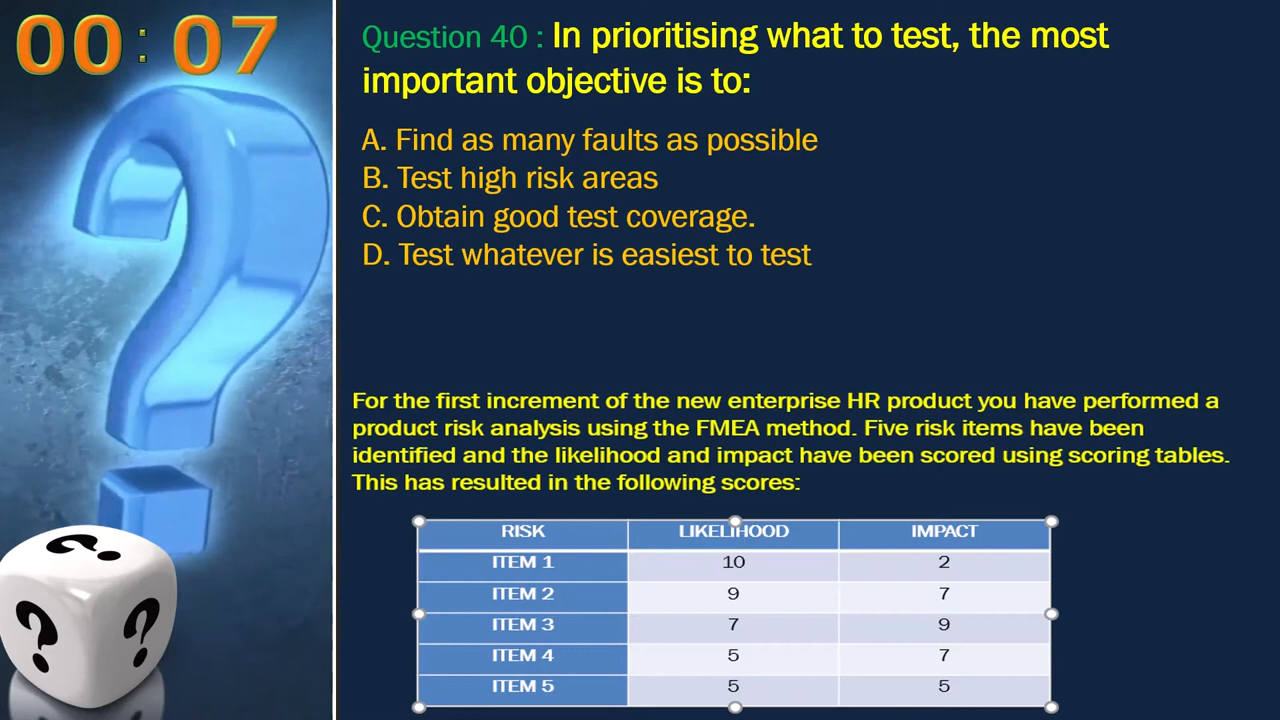 00:07
Question 40 : In prioritising what to test, the most
important objective is to:
A. Find as many faults as possible
B. Test high risk areas
C. Obtain good test coverage.
D. Test whatever is easiest to test
For the first increment of the new enterprise HR product you have performed a
product risk analysis using the FMEA method. Five risk items have been
identified and the likelihood and impact have been scored using scoring tables.
This has resulted in the following scores:
RISK LIKELIHOOD IMPACT
ITEM 1 10 2
ITEM 2 9 7
ITEM 3 7 9
ITEM 4 5 7
ITEM 5 5 5
? ? ?